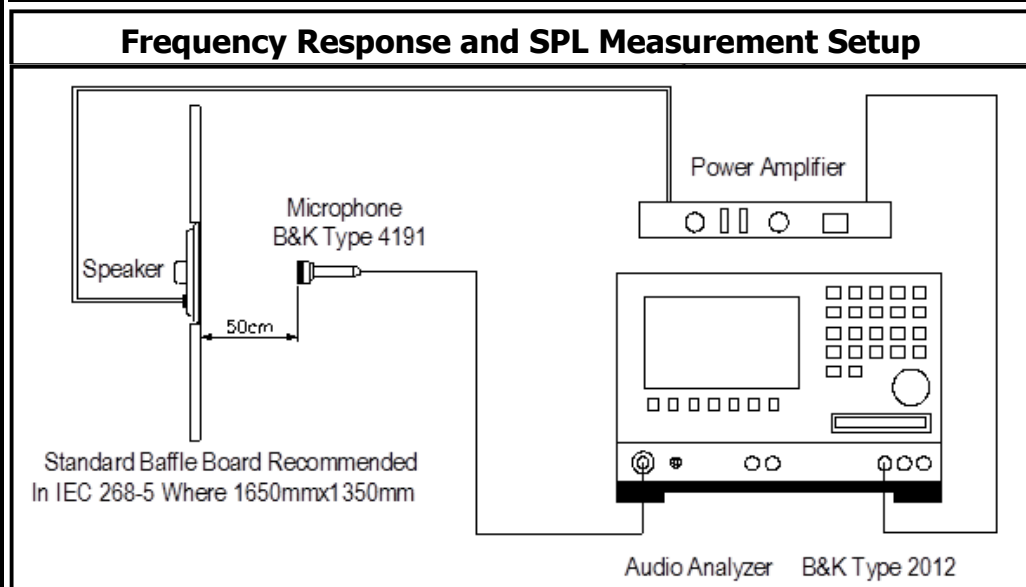 Frequency Response and SPL Measurement Setup
Power Amplifier
Microphone
B&K Type 4191
Speaker
50cm
Standard Baffle Board Recommended
In IEC 268-5 Where 1650mmx1350mm
Audio Analyzer B&K Type 2012